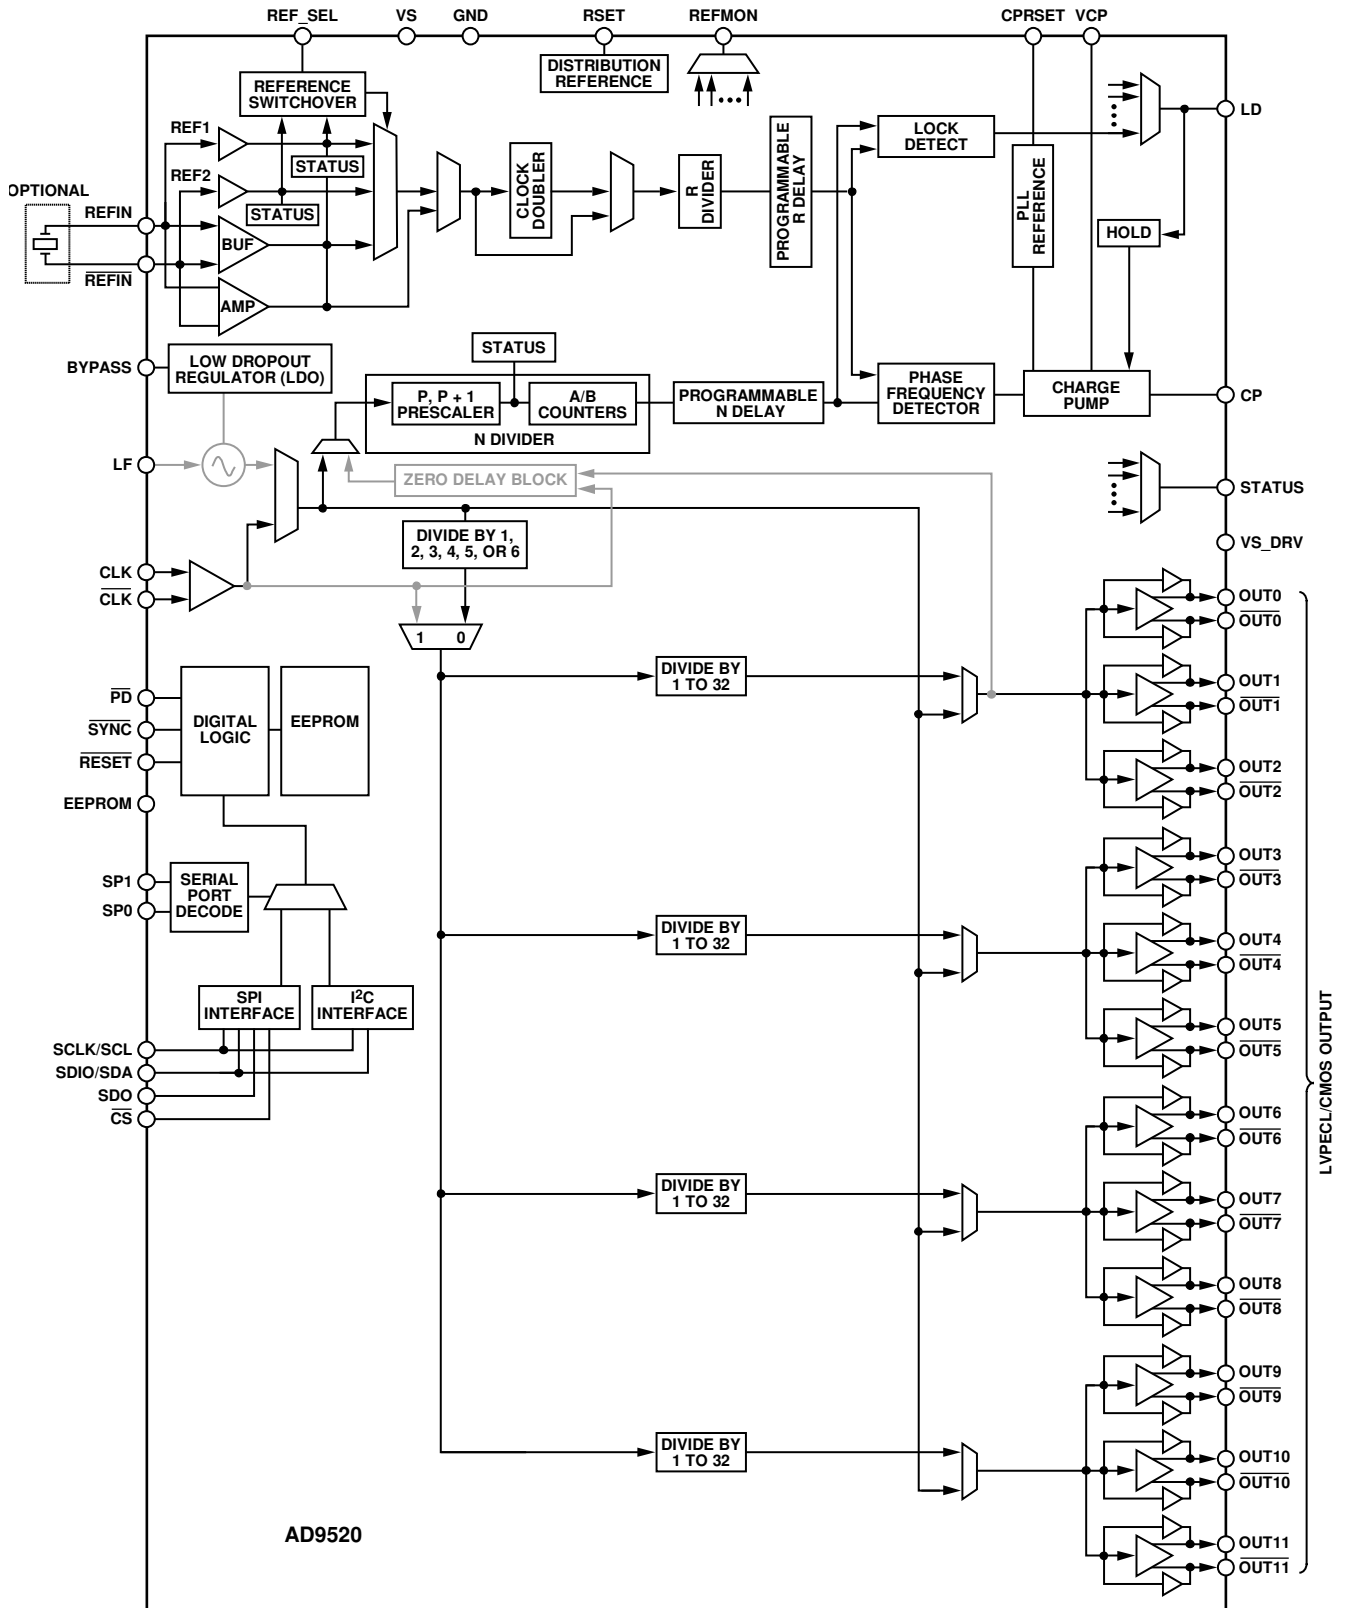 REF_SEL
VS
GND
RSET
REFMON
CPRSET
VCP
DISTRIBUTION
REFERENCE
REFERENCE
SWITCHOVER
LD
REF1
STATUS
LOCK
DETECT
OPTIONAL
REF2
STATUS
CLOCK
DOUBLER
R
DIVIDER
PROGRAMMABLE
R DELAY
PLL
REFERENCE
HOLD
REFIN
BUF
REFIN
AMP
BYPASS
LOW DROPOUT
REGULATOR (LDO)
STATUS
P, P + 1
PRESCALER
A/B
COUNTERS
N DIVIDER
PROGRAMMABLE
N DELAY
PHASE
FREQUENCY
DETECTOR
CHARGE
PUMP
CP
LF
ZERO DELAY BLOCK
STATUS
DIVIDE BY 1,
2, 3, 4, 5, OR 6
VS_DRV
CLK
CLK
1 0
OUT0
OUT0
DIVIDE BY
1 TO 32
OUT1
OUT1
PD
SYNC
RESET
DIGITAL
LOGIC
EEPROM
OUT2
OUT2
EEPROM
SP1
SP0
SERIAL
PORT
DECODE
OUT3
OUT3
DIVIDE BY
1 TO 32
OUT4
OUT4
SPI
INTERFACE
I2C
INTERFACE
OUT5
OUT5
SCLK/SCL
SDIO/SDA
SDO
CS
LVPECL/CMOS OUTPUT
OUT6
OUT6
DIVIDE BY
1 TO 32
OUT7
OUT7
OUT8
OUT8
OUT9
OUT9
DIVIDE BY
1 TO 32
OUT10
OUT10
AD9520
OUT11
OUT11